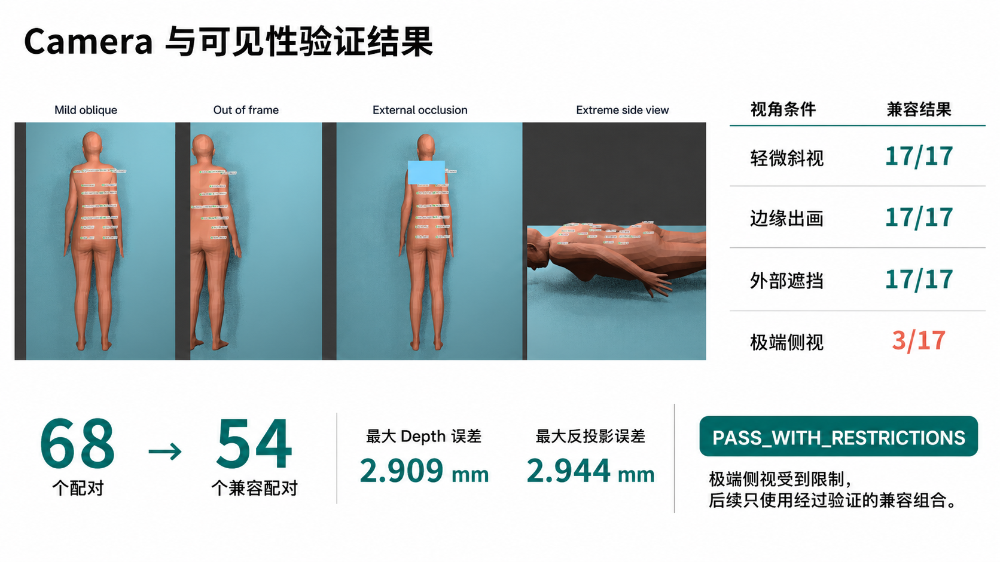 Camera 与可见性验证结果
Mild oblique
Out of frame
External occlusion
Extreme side view
视角条件 兼容结果
轻微斜视 17/17
边缘出画 17/17
外部遮挡 17/17
极端侧视 3/17
68 → 54
个配对 个兼容配对
最大 Depth 误差
2.909 mm
最大反投影误差
2.944 mm
PASS_WITH_RESTRICTIONS
极端侧视受到限制，
后续只使用经过验证的兼容组合。